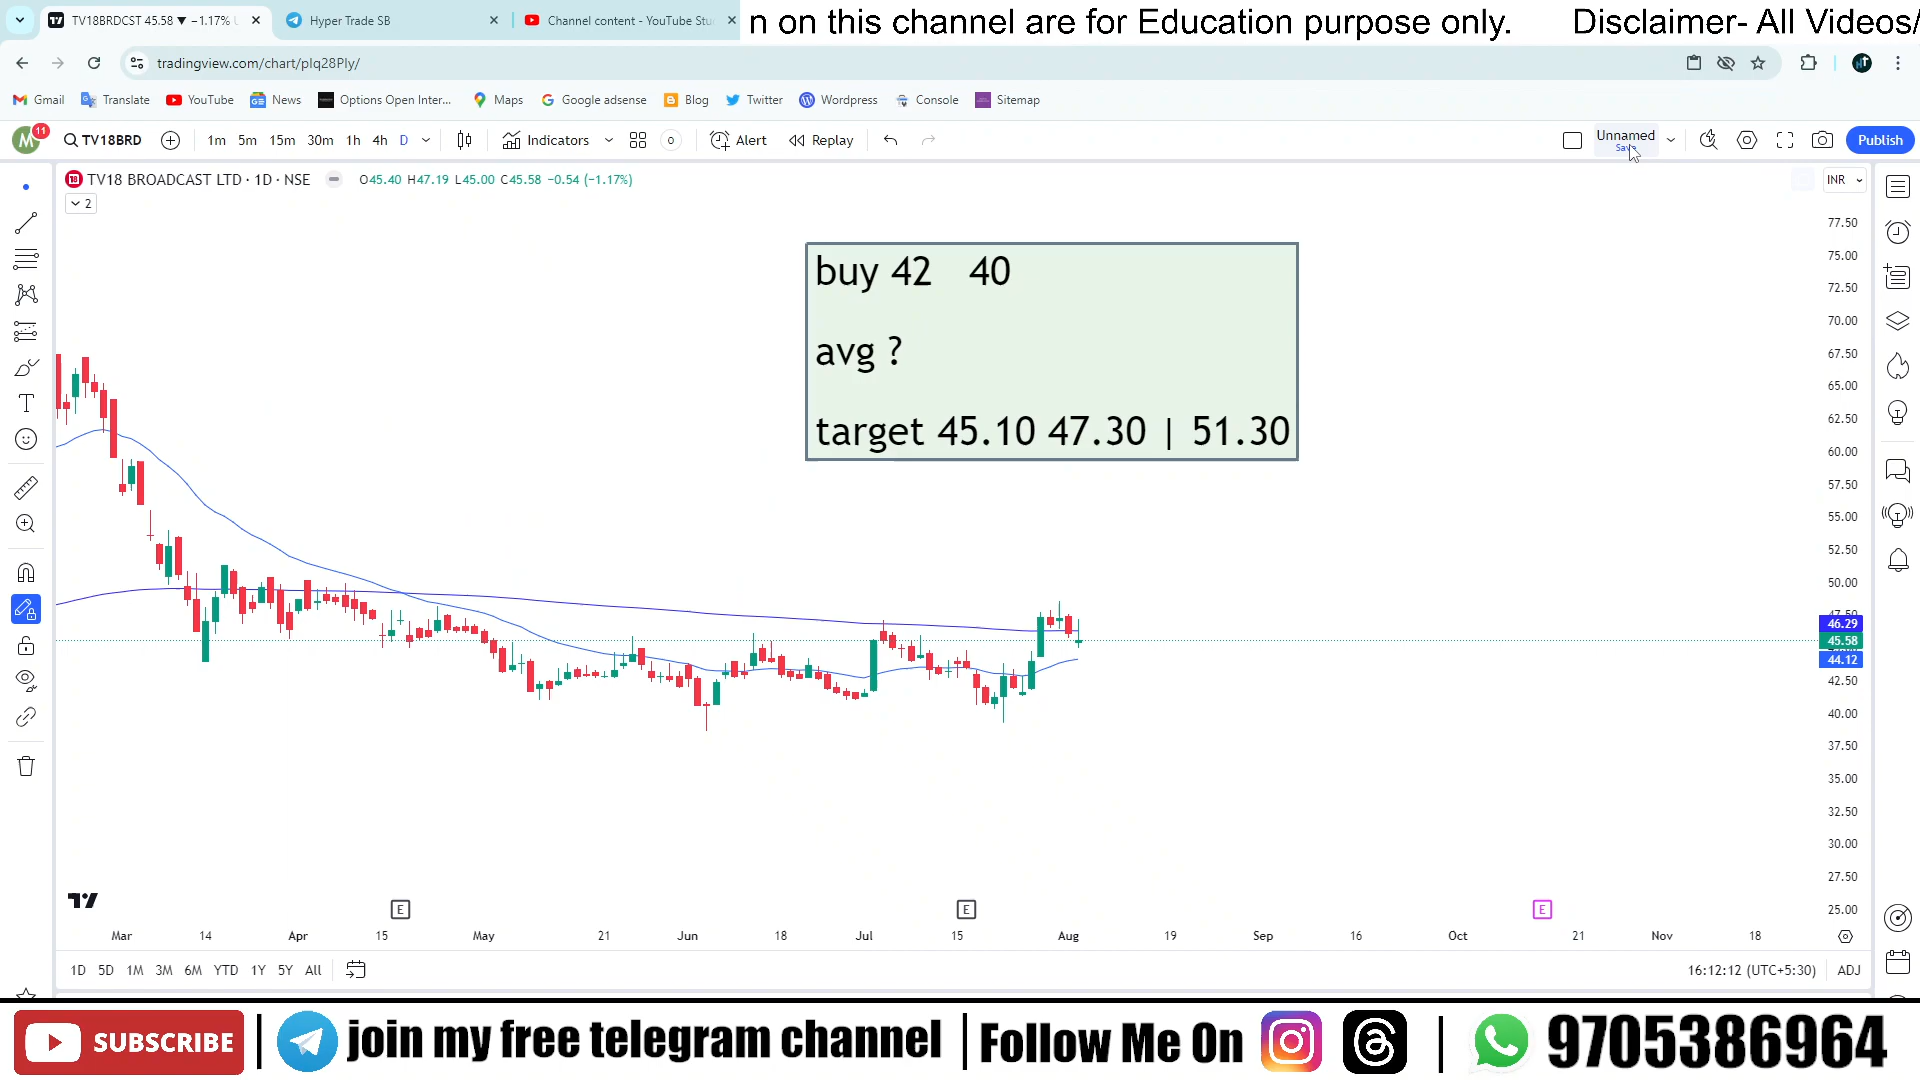 TV18BRDCST 45.58 ▼ −1.17%
Hyper Trade SB
Channel content - YouTube Stu
n on this channel are for Education purpose only. Disclaimer- All Videos/
tradingview.com/chart/plq28Ply/
Gmail Translate YouTube News Options Open Inter... Maps Google adsense Blog Twitter Wordpress Console Sitemap
M 11 TV18BRD 1m 5m 15m 30m 1h 4h D Indicators Alert Replay Unnamed Publish
Save
TV18 BROADCAST LTD · 1D · NSE O45.40 H47.19 L45.00 C45.58 −0.54 (−1.17%) INR
2
buy 42 40
avg ?
target 45.10 47.30 | 51.30
77.50
75.00
72.50
70.00
67.50
65.00
62.50
60.00
57.50
55.00
52.50
50.00
47.50
46.29
45.58
44.12
42.50
40.00
37.50
35.00
32.50
30.00
27.50
25.00
E E E
Mar 14 Apr 15 May 21 Jun 18 Jul 15 Aug 19 Sep 16 Oct 21 Nov 18
1D 5D 1M 3M 6M YTD 1Y 5Y All 16:12:12 (UTC+5:30) ADJ
SUBSCRIBE | join my free telegram channel | Follow Me On | 9705386964